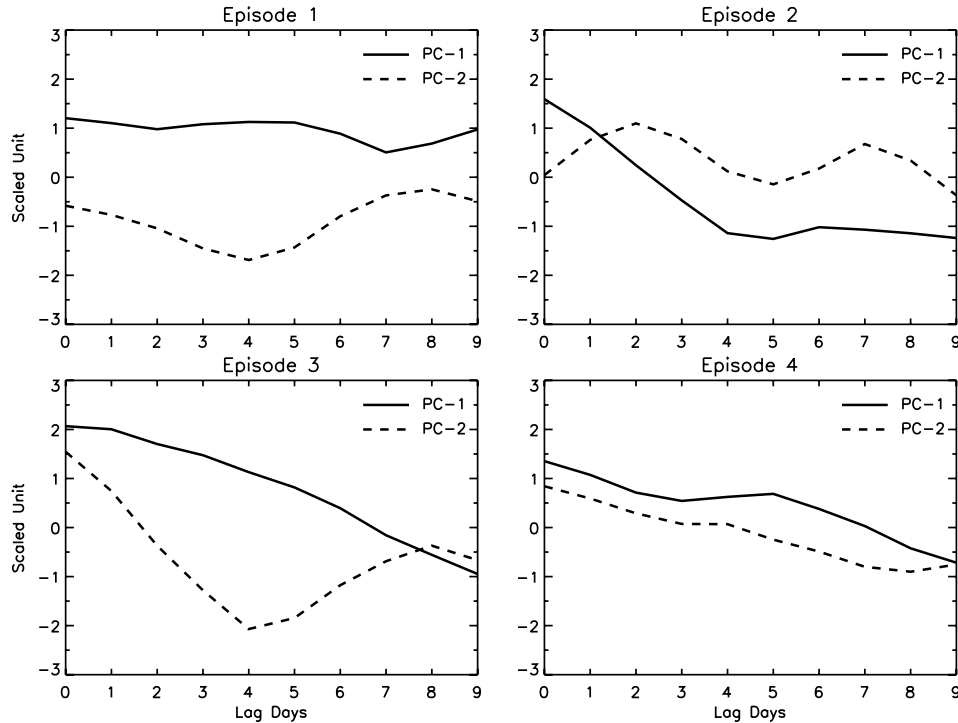 Episode 1
3
2
1
0
−1
−2
−3
Scaled Unit
PC-1
PC-2
0 1 2 3 4 5 6 7 8 9
Episode 2
3
2
1
0
−1
−2
−3
PC-1
PC-2
0 1 2 3 4 5 6 7 8 9
Episode 3
3
2
1
0
−1
−2
−3
Scaled Unit
PC-1
PC-2
0 1 2 3 4 5 6 7 8 9
Lag Days
Episode 4
3
2
1
0
−1
−2
−3
PC-1
PC-2
0 1 2 3 4 5 6 7 8 9
Lag Days